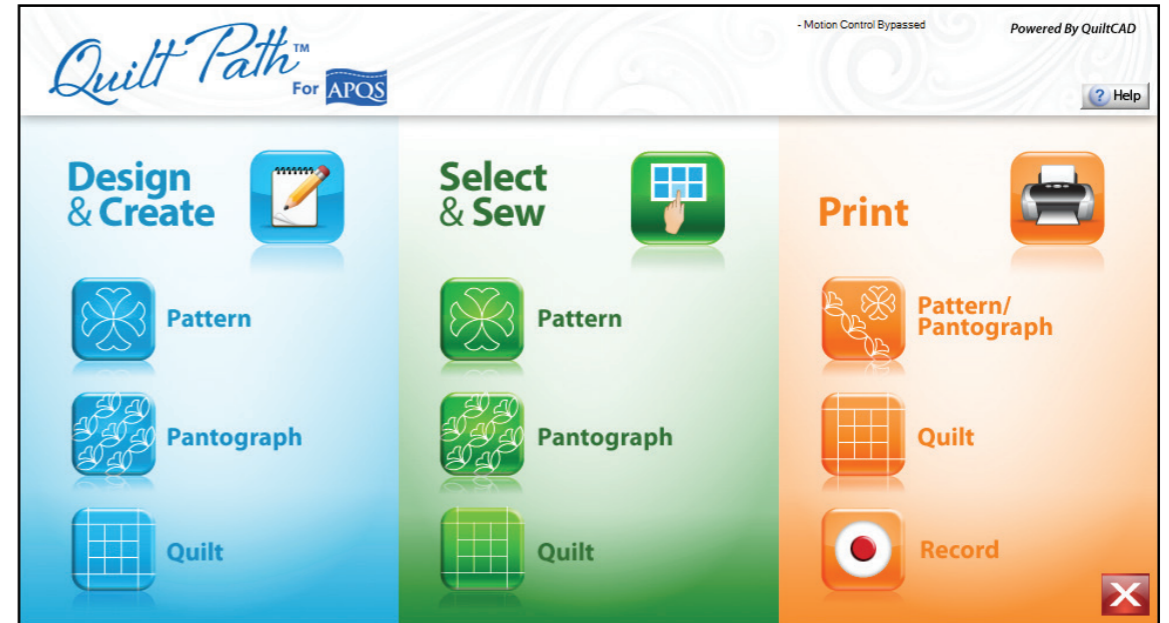 Quilt Path™
For APQS
- Motion Control Bypassed
Powered By QuiltCAD
? Help
Design
& Create
Pattern
Pantograph
Quilt
Select
& Sew
Pattern
Pantograph
Quilt
Print
Pattern/
Pantograph
Quilt
Record